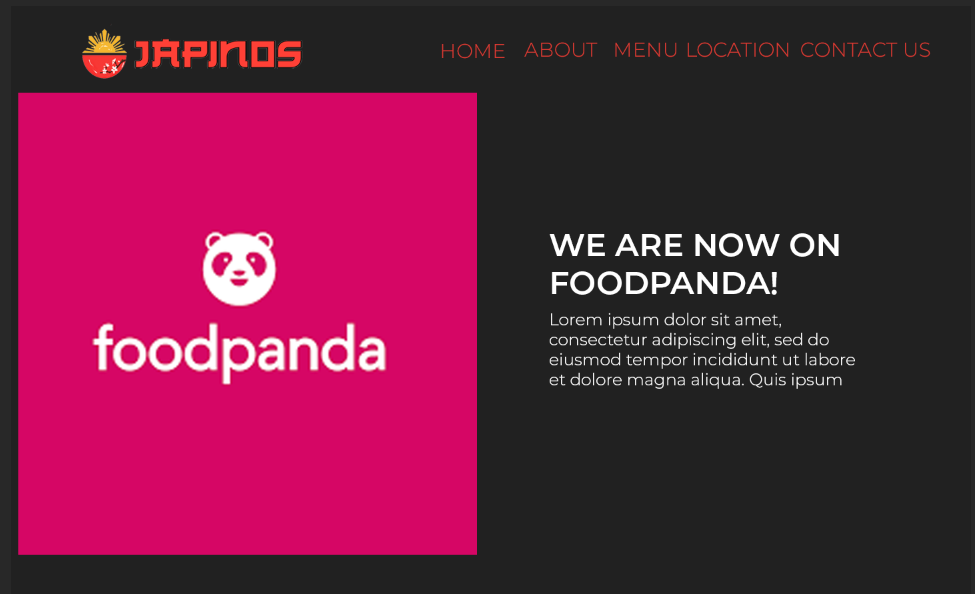 JAPINOS
HOME ABOUT MENU LOCATION CONTACT US
foodpanda
WE ARE NOW ON
FOODPANDA!
Lorem ipsum dolor sit amet,
consectetur adipiscing elit, sed do
eiusmod tempor incididunt ut labore
et dolore magna aliqua. Quis ipsum